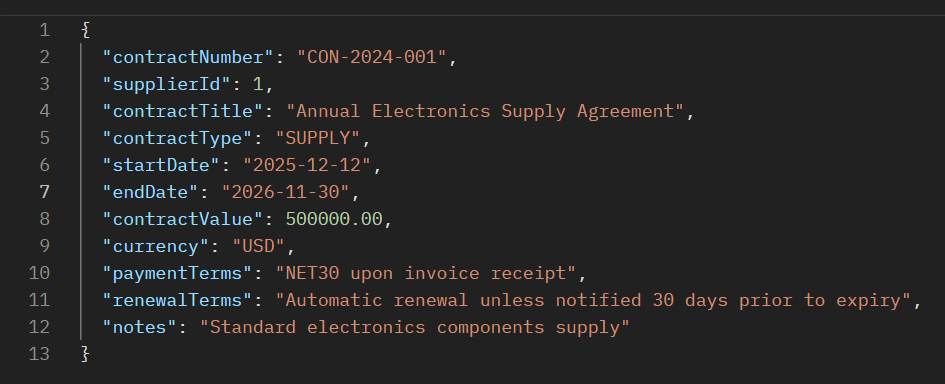 1 {
2 "contractNumber": "CON-2024-001",
3 "supplierId": 1,
4 "contractTitle": "Annual Electronics Supply Agreement",
5 "contractType": "SUPPLY",
6 "startDate": "2025-12-12",
7 "endDate": "2026-11-30",
8 "contractValue": 500000.00,
9 "currency": "USD",
10 "paymentTerms": "NET30 upon invoice receipt",
11 "renewalTerms": "Automatic renewal unless notified 30 days prior to expiry",
12 "notes": "Standard electronics components supply"
13 }